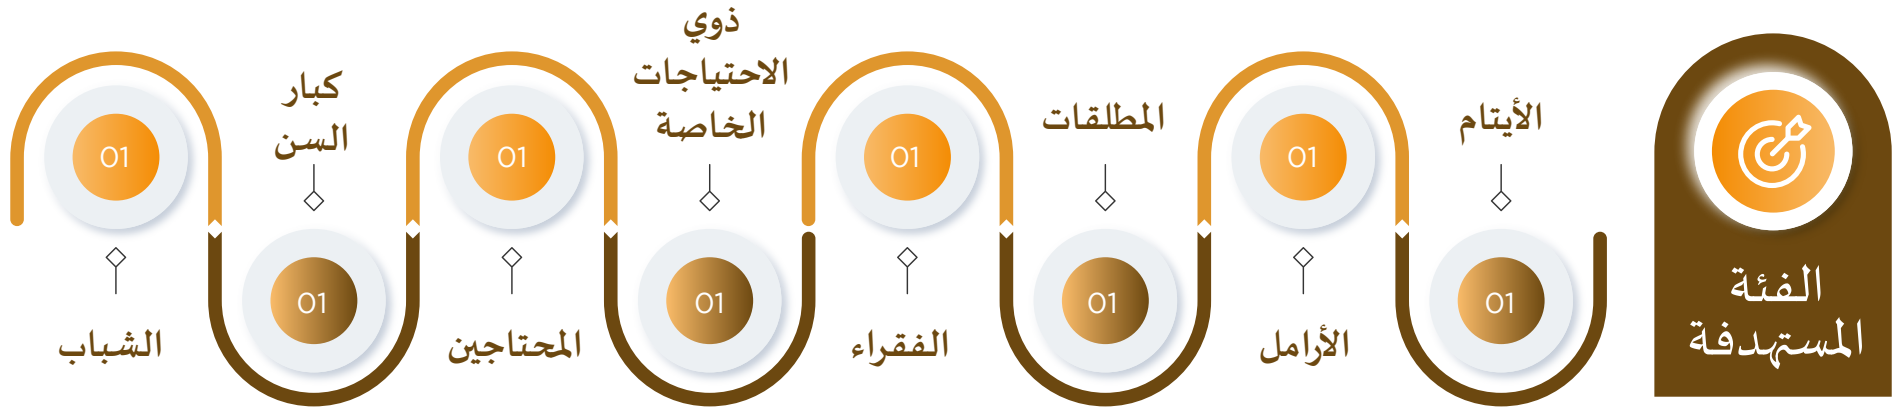 الفئة
المستهدفة
الأيتام
01
01
الأرامل
المطلقات
01
01
الفقراء
ذوي
الاحتياجات
الخاصة
01
01
المحتاجين
كبار
السن
01
01
الشباب